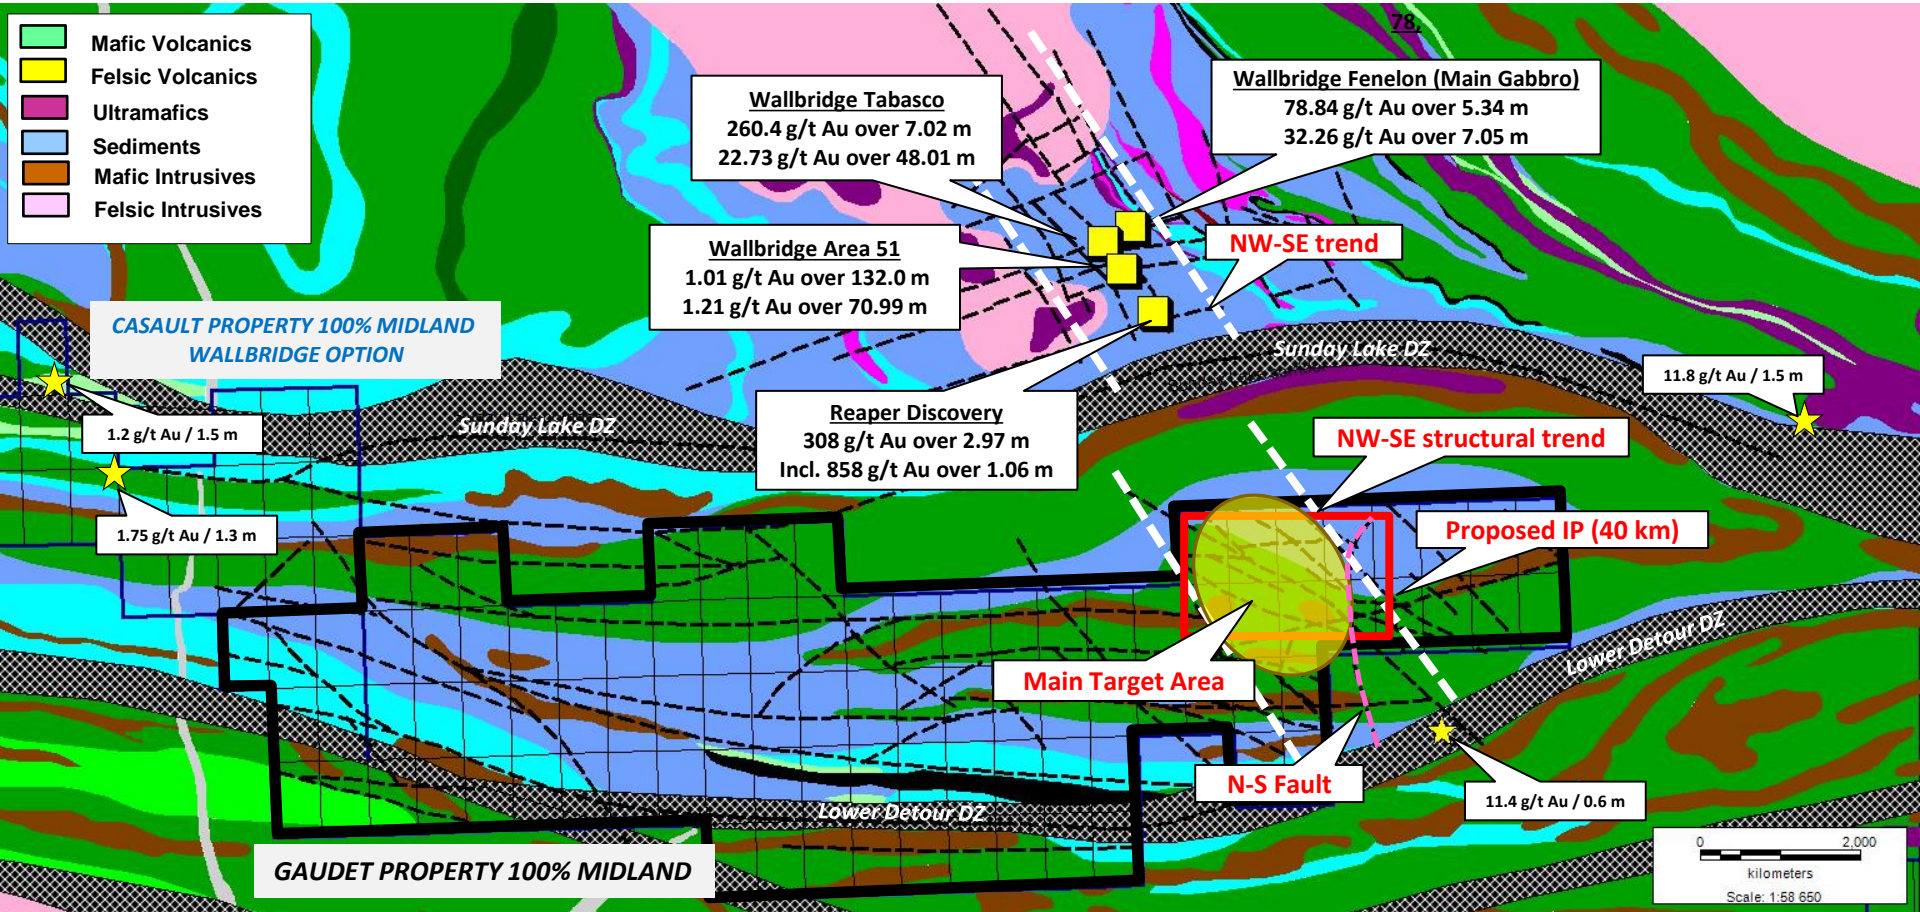 Mafic Volcanics
Felsic Volcanics
Ultramafics
Sediments
Mafic Intrusives
Felsic Intrusives
78,
Wallbridge Tabasco
260.4 g/t Au over 7.02 m
22.73 g/t Au over 48.01 m
Wallbridge Fenelon (Main Gabbro)
78.84 g/t Au over 5.34 m
32.26 g/t Au over 7.05 m
Wallbridge Area 51
1.01 g/t Au over 132.0 m
1.21 g/t Au over 70.99 m
NW-SE trend
CASAULT PROPERTY 100% MIDLAND
WALLBRIDGE OPTION
Sunday Lake DZ
11.8 g/t Au / 1.5 m
Reaper Discovery
308 g/t Au over 2.97 m
Incl. 858 g/t Au over 1.06 m
1.2 g/t Au / 1.5 m
Sunday Lake DZ
NW-SE structural trend
1.75 g/t Au / 1.3 m
Proposed IP (40 km)
Main Target Area
Lower Detour DZ
N-S Fault
11.4 g/t Au / 0.6 m
Lower Detour DZ
GAUDET PROPERTY 100% MIDLAND
0 2,000
kilometers
Scale: 1:58 650